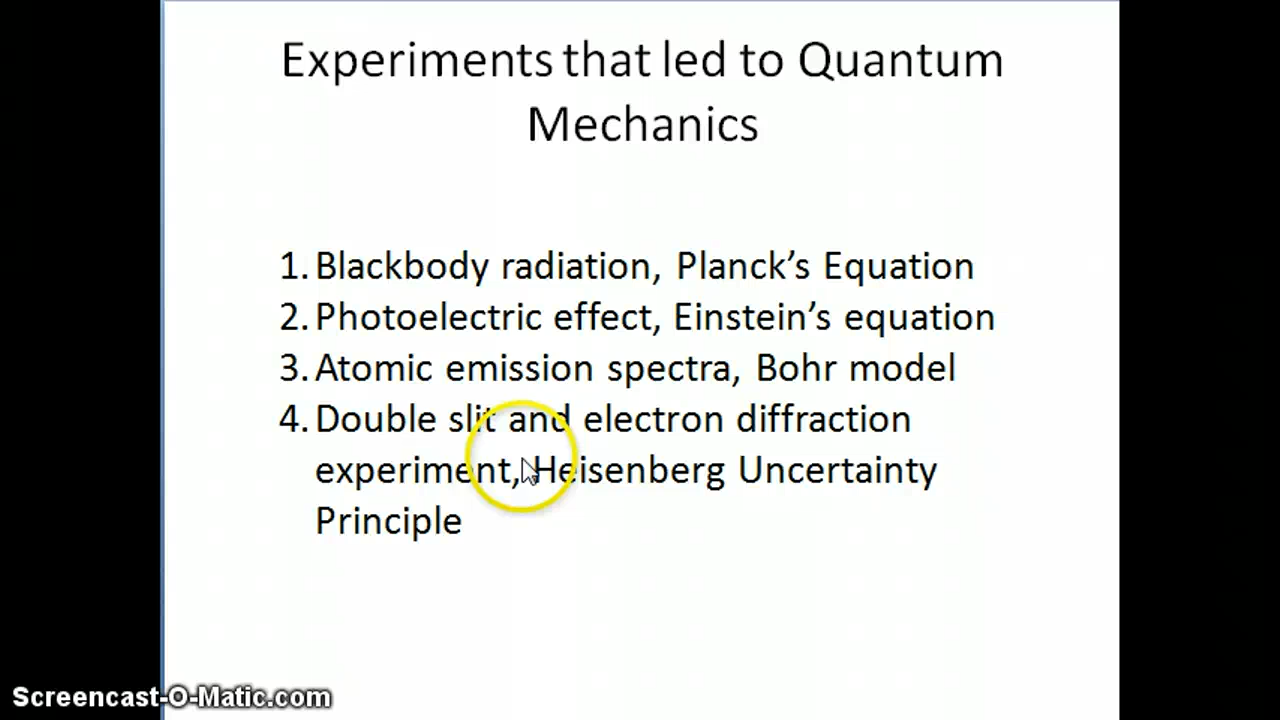 Experiments that led to Quantum
Mechanics
1. Blackbody radiation, Planck’s Equation
2. Photoelectric effect, Einstein’s equation
3. Atomic emission spectra, Bohr model
4. Double slit and electron diffraction
experiment, Heisenberg Uncertainty
Principle
Screencast-O-Matic.com